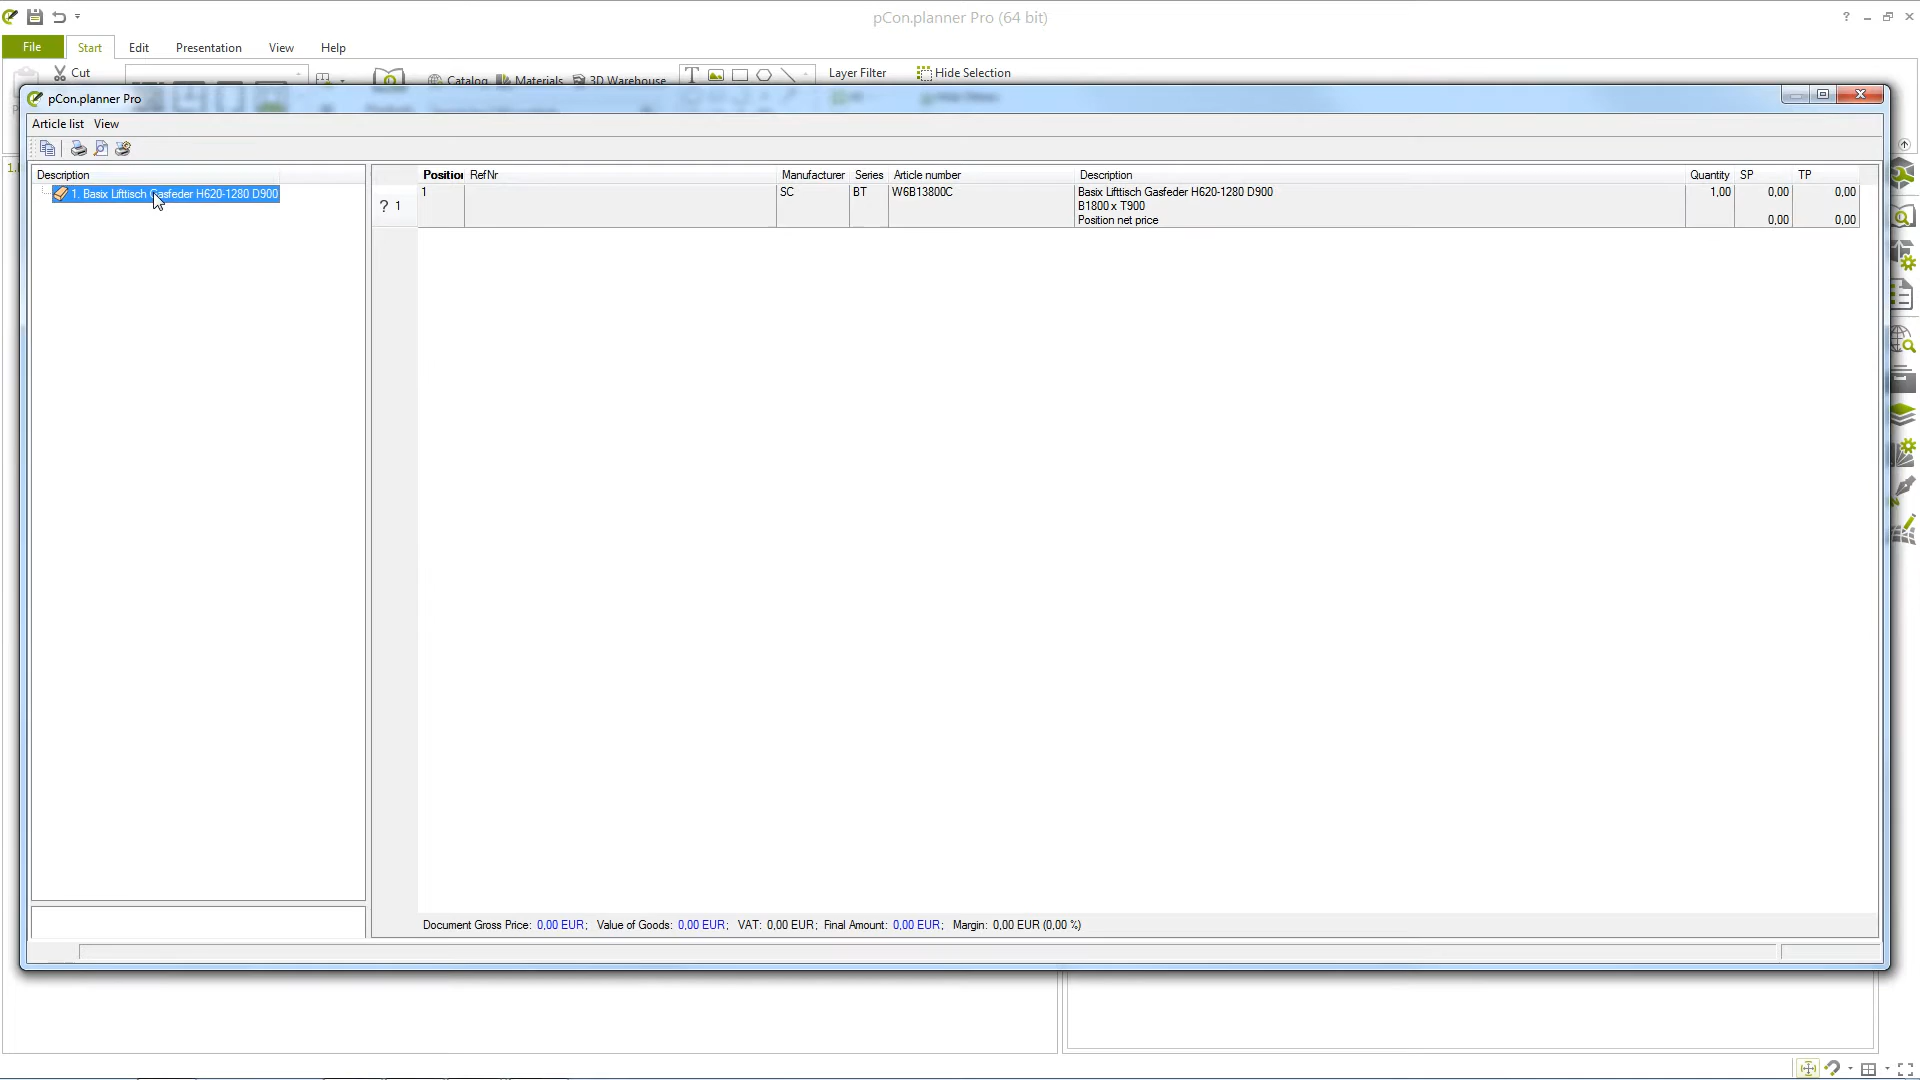 pCon.planner Pro (64 bit)
File Start Edit Presentation View Help
Cut Catalog Materials 3D Warehouse Layer Filter Hide Selection
pCon.planner Pro
Article list View
Description
1. Basix Lifttisch Gasfeder H620-1280 D900
Position RefNr Manufacturer Series Article number Description Quantity SP TP
? 1 1 SC BT W6B13800C Basix Lifttisch Gasfeder H620-1280 D900 1,00 0,00 0,00
B1800 x T900
Position net price 0,00 0,00
Document Gross Price: 0,00 EUR; Value of Goods: 0,00 EUR; VAT: 0,00 EUR; Final Amount: 0,00 EUR; Margin: 0,00 EUR (0,00 %)